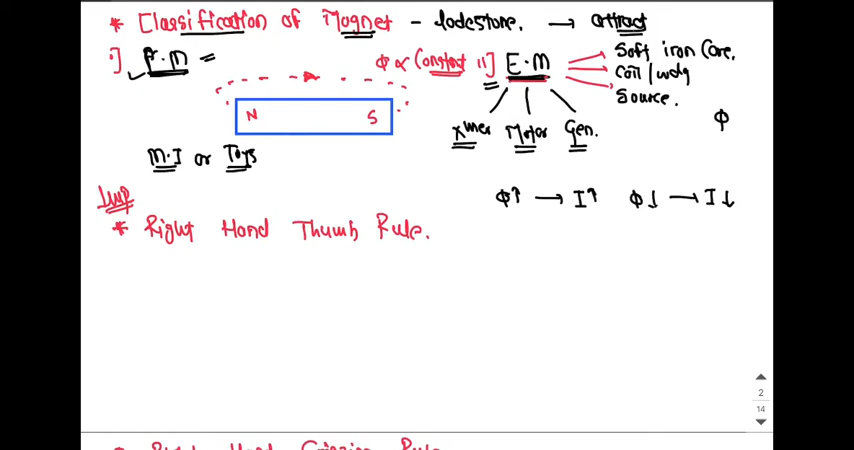 * Classification of Magnet - lodestone. → attract
i] P.M =
Φ ∝ Constant ii] E.M
Soft iron Core,
Coil/wdg
Source.
N S
Xmer Motor Gen.
Φ
M.I or Toys
Φ↑ → I↑ Φ↓ → I↓
Imp
* Right Hand Thumb Rule.
2
14